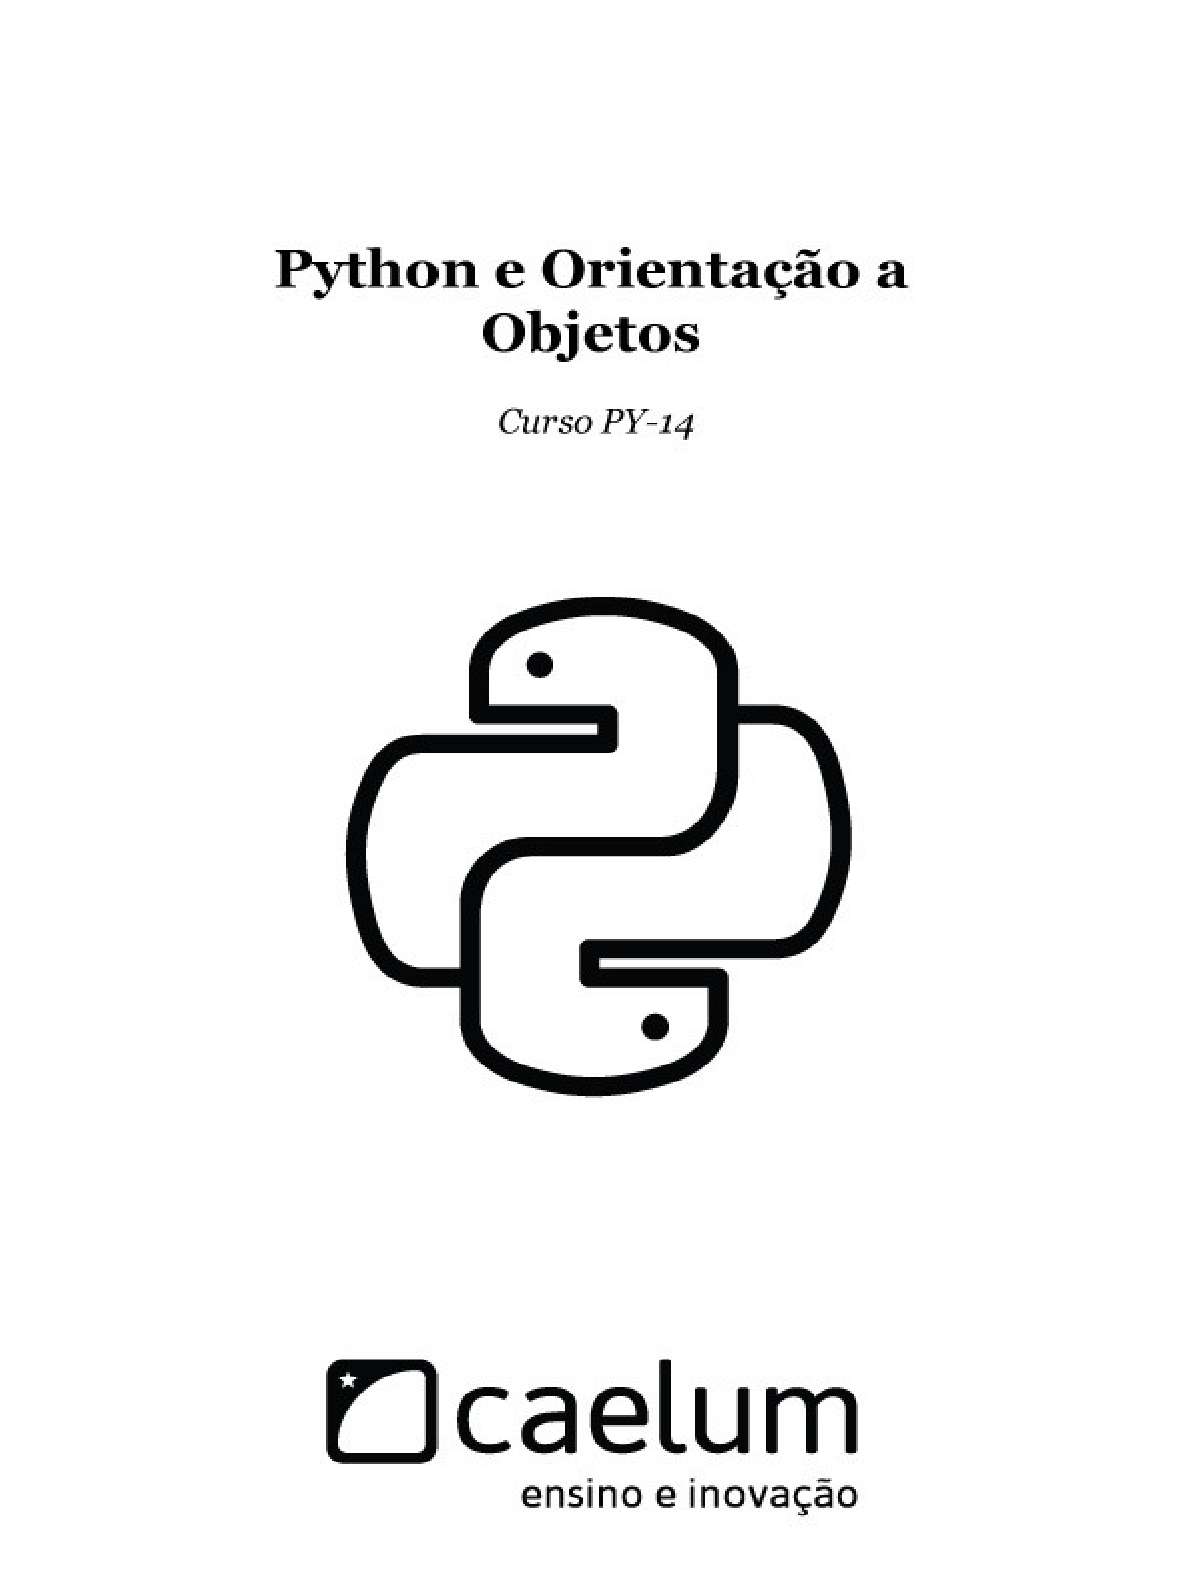 Python e Orientação a
Objetos
Curso PY-14
caelum
ensino e inovação